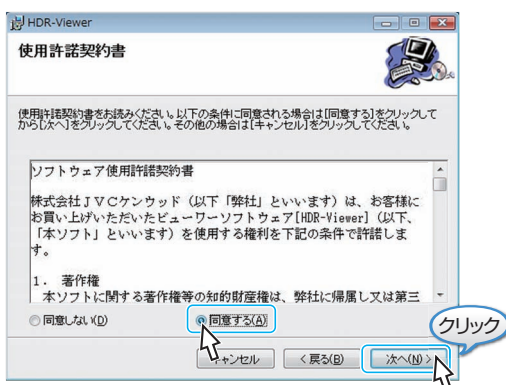 HDR-Viewer
使用許諾契約書
使用許諾契約書をお読みください。以下の条件に同意される場合は[同意する]をクリックして
から[次へ]をクリックしてください。その他の場合は[キャンセル]をクリックしてください。
ソフトウェア使用許諾契約書
株式会社JVCケンウッド（以下「弊社」といいます）は、お客様に
お買い上げいただいたビューワーソフトウェア[HDR-Viewer]（以下、
「本ソフト」といいます）を使用する権利を下記の条件で許諾しま
す。
1. 著作権
本ソフトに関する著作権等の知的財産権は、弊社に帰属し又は第三
同意しない(D) 同意する(A)
クリック
キャンセル <戻る(B) 次へ(N)>